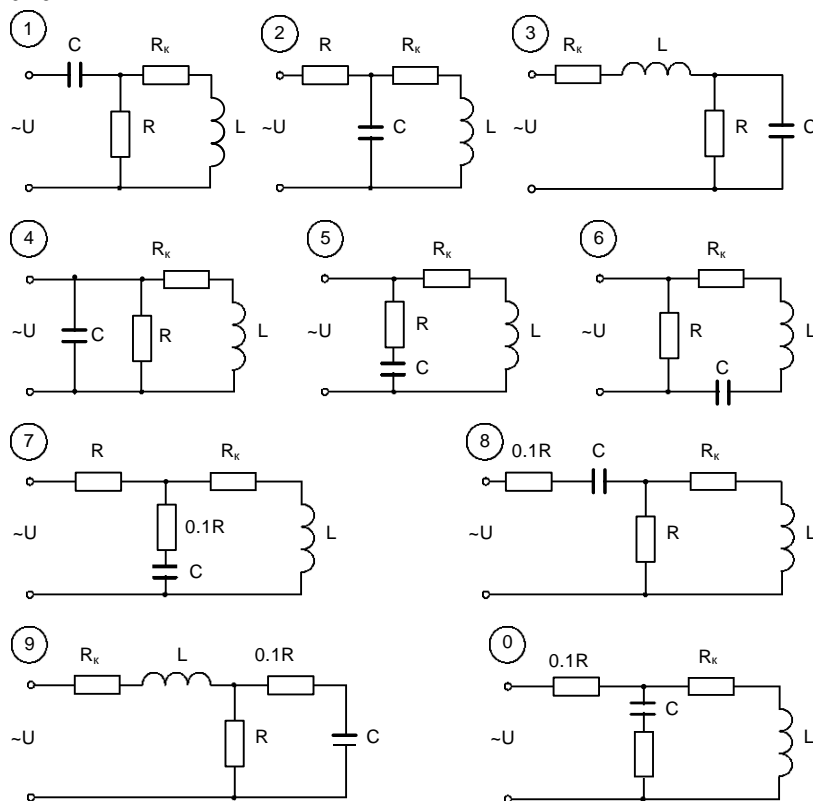 1 2 3
C Rк R Rк Rк L
~U R L ~U C L ~U R C
4 5 6
Rк Rк Rк
~U C R L ~U R L ~U R L
C C
7 8
R Rк 0.1R C Rк
~U 0.1R L ~U R L
C
9 0
Rк L 0.1R 0.1R Rк
C
~U R C ~U L